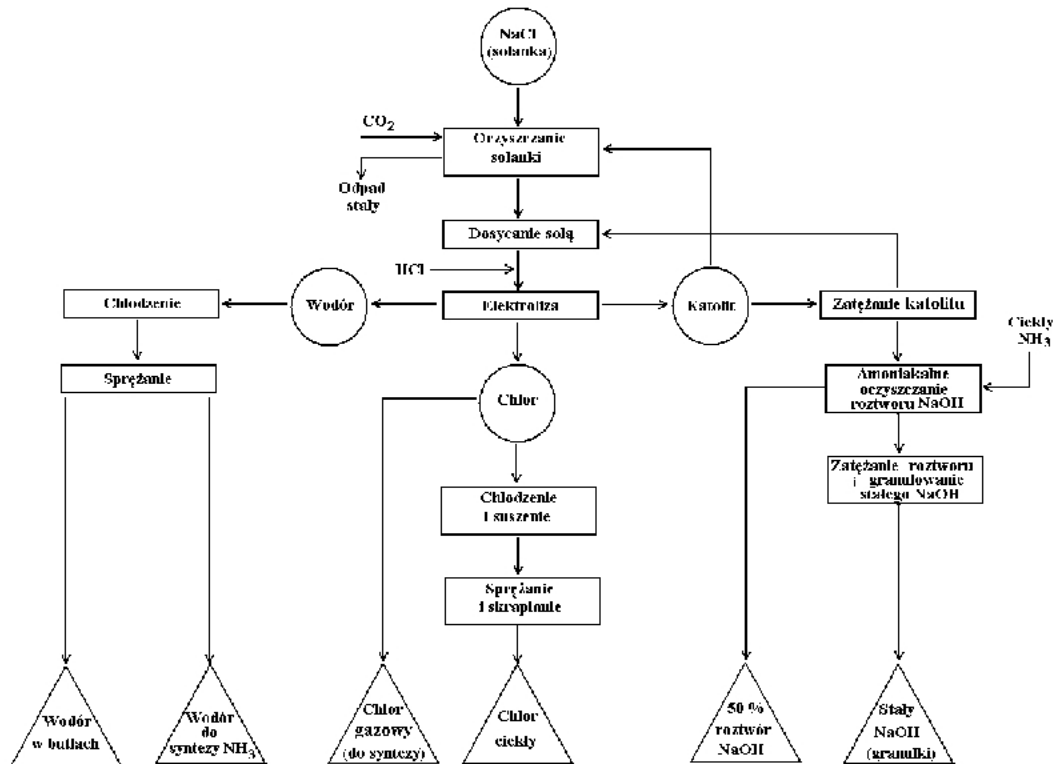 NaCl
(solanka)
CO2
Oczyszczanie
solanki
Odpad
stały
Dosycanie solą
HCl
Chłodzenie
Wodór
Elektroliza
Katolit
Zatężanie katolitu
Ciekły
NH3
Sprężanie
Amoniakalne
oczyszczanie
roztworu NaOH
Chlor
Zatężanie roztworu
i granulowanie
stałego NaOH
Chłodzenie
i suszenie
Sprężanie
i skraplanie
Wodór
w butlach
Wodór
do
syntezy NH3
Chlor
gazowy
(do syntezy)
Chlor
ciekły
50 %
roztwór
NaOH
Stały
NaOH
(granulki)